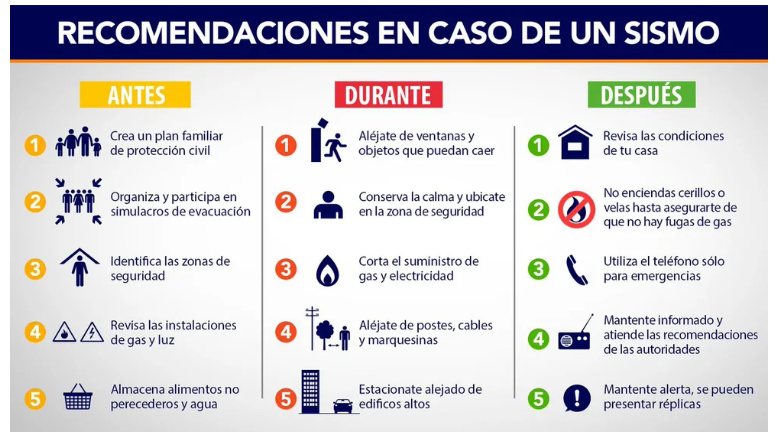 RECOMENDACIONES EN CASO DE UN SISMO
ANTES
1
Crea un plan familiar
de protección civil
2
Organiza y participa en
simulacros de evacuación
3
Identifica las zonas de
seguridad
4
Revisa las instalaciones
de gas y luz
5
Almacena alimentos no
perecederos y agua
DURANTE
1
Aléjate de ventanas y
objetos que puedan caer
2
Conserva la calma y ubicate
en la zona de seguridad
3
Corta el suministro de
gas y electricidad
4
Aléjate de postes, cables
y marquesinas
5
Estacionate alejado de
edificos altos
DESPUÉS
1
Revisa las condiciones
de tu casa
2
No enciendas cerillos o
velas hasta asegurarte de
que no hay fugas de gas
3
Utiliza el teléfono sólo
para emergencias
4
Mantente informado y
atiende las recomendaciones
de las autoridades
5
Mantente alerta, se pueden
presentar réplicas